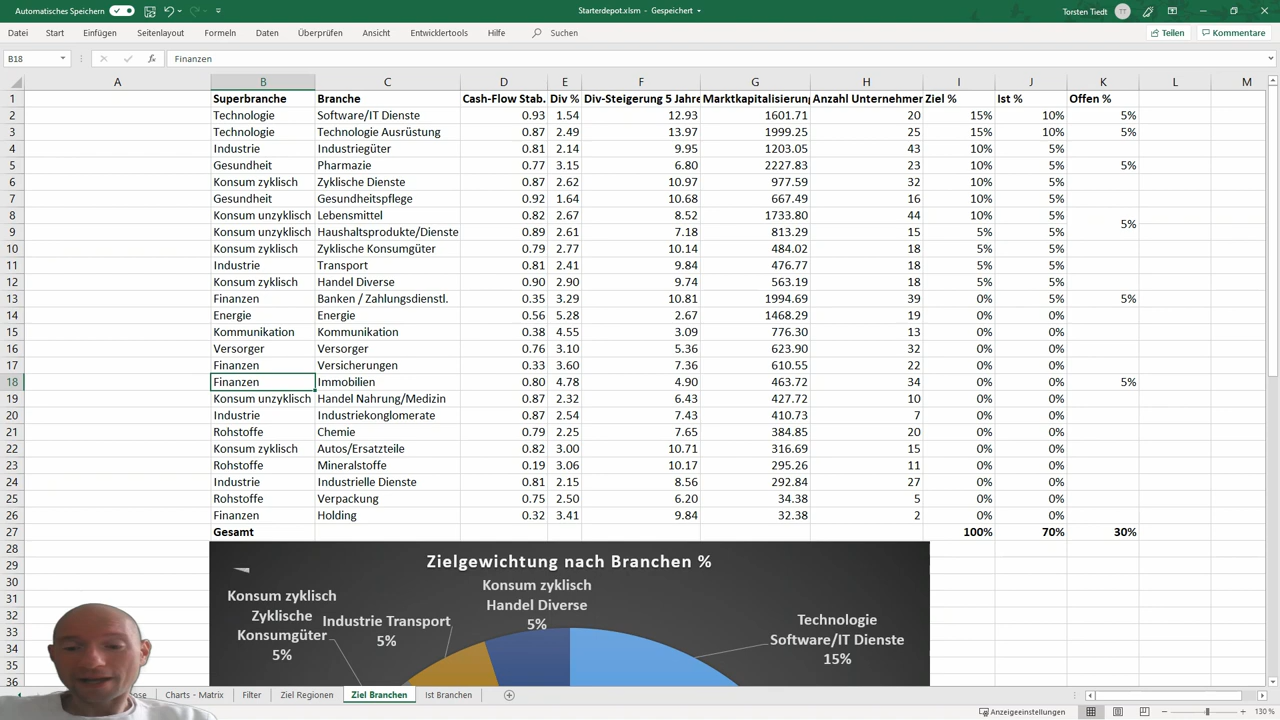 Automatisches Speichern
Starterdepot.xlsm - Gespeichert
Torsten Tiedt TT
Datei Start Einfügen Seitenlayout Formeln Daten Überprüfen Ansicht Entwicklertools Hilfe Suchen Teilen Kommentare
B18 Finanzen
A B C D E F G H I J K L M
1 Superbranche Branche Cash-Flow Stab. Div % Div-Steigerung 5 Jahre Marktkapitalisierung Anzahl Unternehmen Ziel % Ist % Offen %
2 Technologie Software/IT Dienste 0.93 1.54 12.93 1601.71 20 15% 10% 5%
3 Technologie Technologie Ausrüstung 0.87 2.49 13.97 1999.25 25 15% 10% 5%
4 Industrie Industriegüter 0.81 2.14 9.95 1203.05 43 10% 5%
5 Gesundheit Pharmazie 0.77 3.15 6.80 2227.83 23 10% 5% 5%
6 Konsum zyklisch Zyklische Dienste 0.87 2.62 10.97 977.59 32 10% 5%
7 Gesundheit Gesundheitspflege 0.92 1.64 10.68 667.49 16 10% 5%
8 Konsum unzyklisch Lebensmittel 0.82 2.67 8.52 1733.80 44 10% 5%
5%
9 Konsum unzyklisch Haushaltsprodukte/Dienste 0.89 2.61 7.18 813.29 15 5% 5%
10 Konsum zyklisch Zyklische Konsumgüter 0.79 2.77 10.14 484.02 18 5% 5%
11 Industrie Transport 0.81 2.41 9.84 476.77 18 5% 5%
12 Konsum zyklisch Handel Diverse 0.90 2.90 9.74 563.19 18 5% 5%
13 Finanzen Banken / Zahlungsdienstl. 0.35 3.29 10.81 1994.69 39 0% 5% 5%
14 Energie Energie 0.56 5.28 2.67 1468.29 19 0% 0%
15 Kommunikation Kommunikation 0.38 4.55 3.09 776.30 13 0% 0%
16 Versorger Versorger 0.76 3.10 5.36 623.90 32 0% 0%
17 Finanzen Versicherungen 0.33 3.60 7.36 610.55 22 0% 0%
18 Finanzen Immobilien 0.80 4.78 4.90 463.72 34 0% 0% 5%
19 Konsum unzyklisch Handel Nahrung/Medizin 0.87 2.32 6.43 427.72 10 0% 0%
20 Industrie Industriekonglomerate 0.87 2.54 7.43 410.73 7 0% 0%
21 Rohstoffe Chemie 0.79 2.25 7.65 384.85 20 0% 0%
22 Konsum zyklisch Autos/Ersatzteile 0.82 3.00 10.71 316.69 15 0% 0%
23 Rohstoffe Mineralstoffe 0.19 3.06 10.17 295.26 11 0% 0%
24 Industrie Industrielle Dienste 0.81 2.15 8.56 292.84 27 0% 0%
25 Rohstoffe Verpackung 0.75 2.50 6.20 34.38 5 0% 0%
26 Finanzen Holding 0.32 3.41 9.84 32.38 2 0% 0%
27 Gesamt 100% 70% 30%
28
29
30
31
32
33
34
35
36
Zielgewichtung nach Branchen %
Konsum zyklisch
Zyklische
Konsumgüter
5%
Industrie Transport
5%
Konsum zyklisch
Handel Diverse
5%
Technologie
Software/IT Dienste
15%
Charts - Matrix Filter Ziel Regionen Ziel Branchen Ist Branchen
Anzeigeeinstellungen 130 %